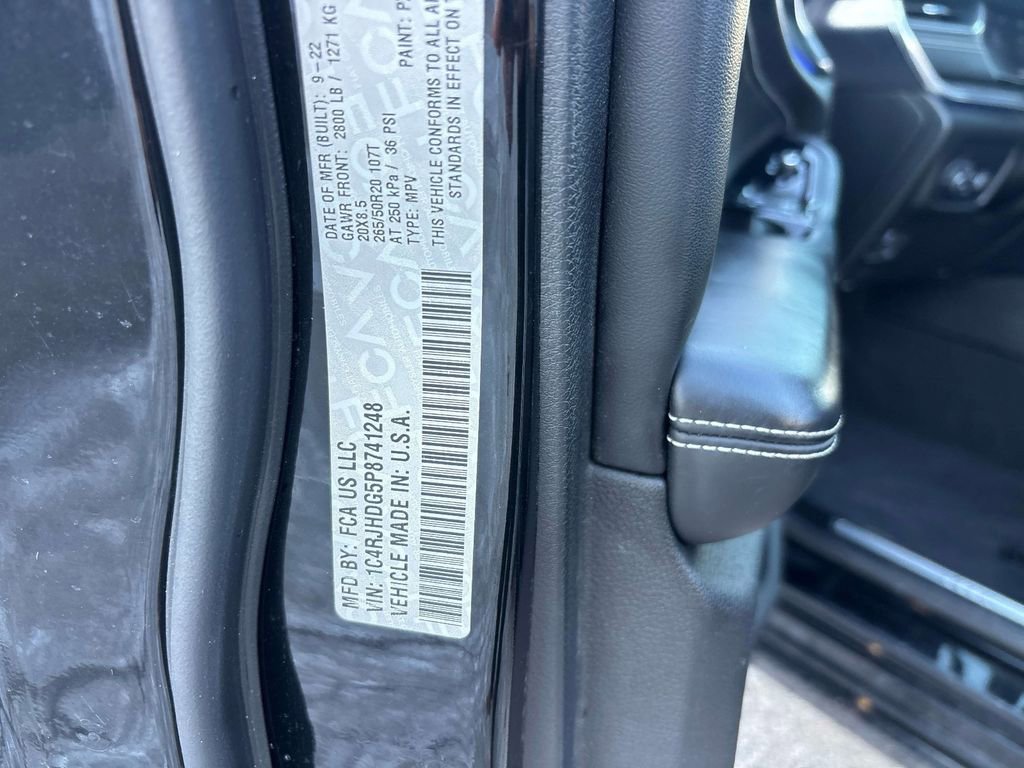 MFD BY: FCA US LLC
DATE OF MFR (BUILT): 9-22
GAWR FRONT: 2800 LB / 1271 KG
20X8.5
265/50R20 107T
AT 250 kPa / 36 PSI
VIN: 1C4RJHDG5P8741248
TYPE: MPV
PAINT:
VEHICLE MADE IN: U.S.A.
THIS VEHICLE CONFORMS TO
STANDARDS IN EFFECT ON